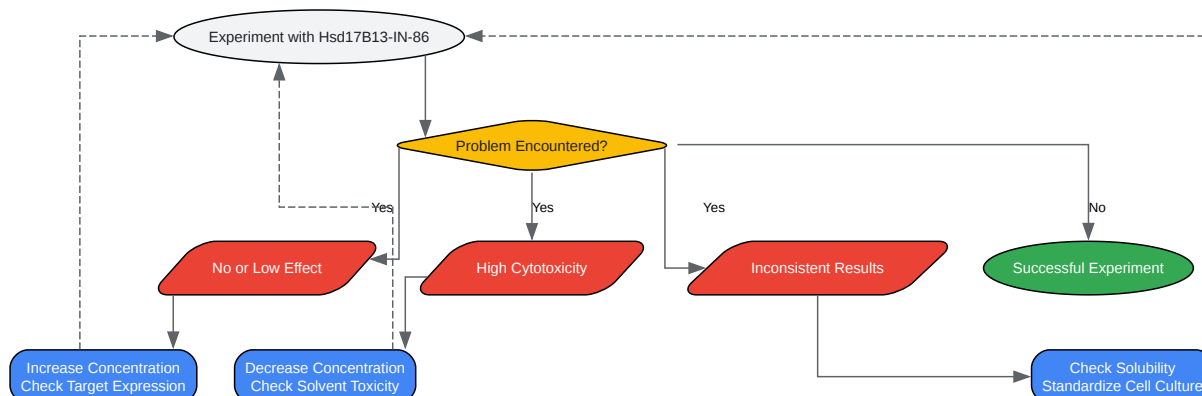 Experiment with Hsd17B13-IN-86
Problem Encountered?
Yes
Yes
Yes
No
No or Low Effect
High Cytotoxicity
Inconsistent Results
Successful Experiment
Increase Concentration
Check Target Expression
Decrease Concentration
Check Solvent Toxicity
Check Solubility
Standardize Cell Culture